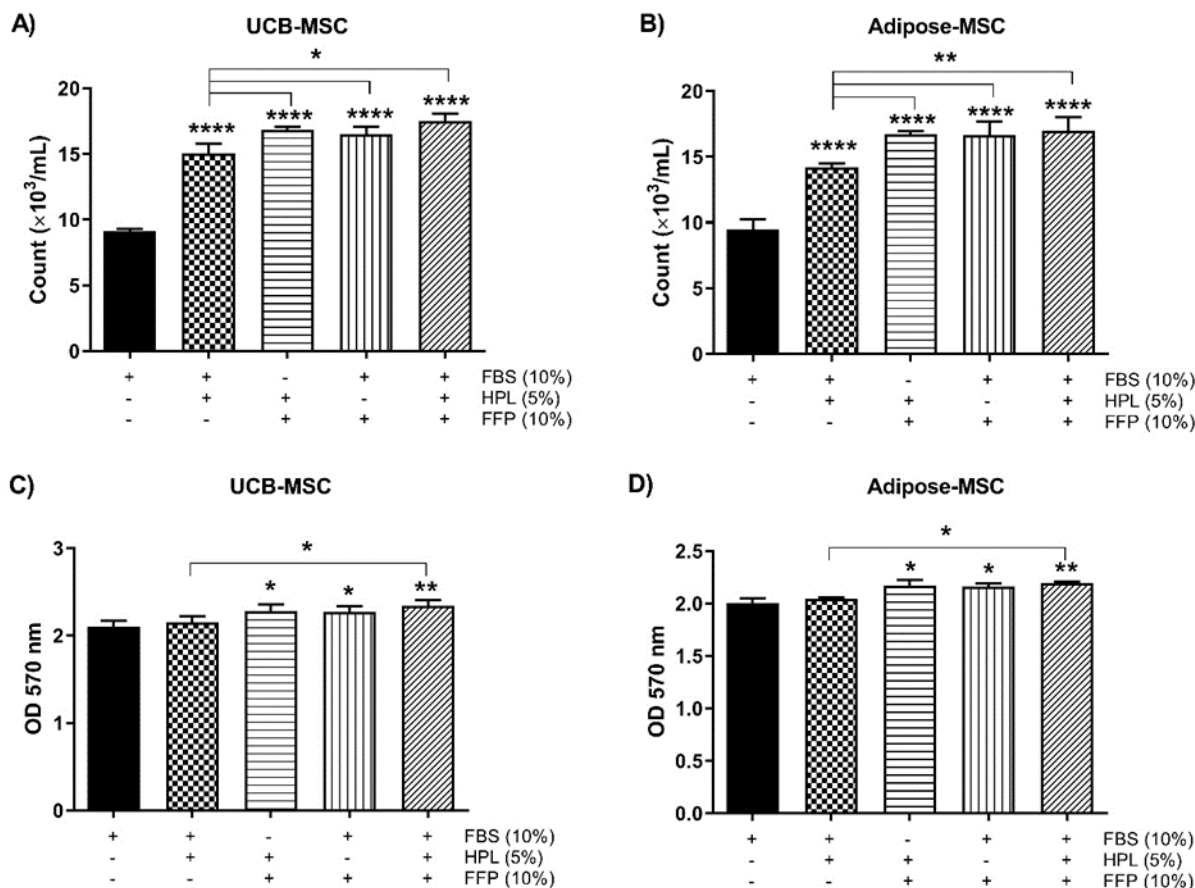 A)
UCB-MSC
*
**** **** **** ****
Count (×10³/mL)
20
15
10
5
0
+ + - + + FBS (10%)
- + + - + HPL (5%)
- - + + + FFP (10%)
B)
Adipose-MSC
**
**** **** **** ****
Count (×10³/mL)
20
15
10
5
0
+ + - + + FBS (10%)
- + + - + HPL (5%)
- - + + + FFP (10%)
C)
UCB-MSC
*
* * **
OD 570 nm
3
2
1
0
+ + - + + FBS (10%)
- + + - + HPL (5%)
- - + + + FFP (10%)
D)
Adipose-MSC
*
* * **
OD 570 nm
2.5
2.0
1.5
1.0
0.5
0.0
+ + - + + FBS (10%)
- + + - + HPL (5%)
- - + + + FFP (10%)